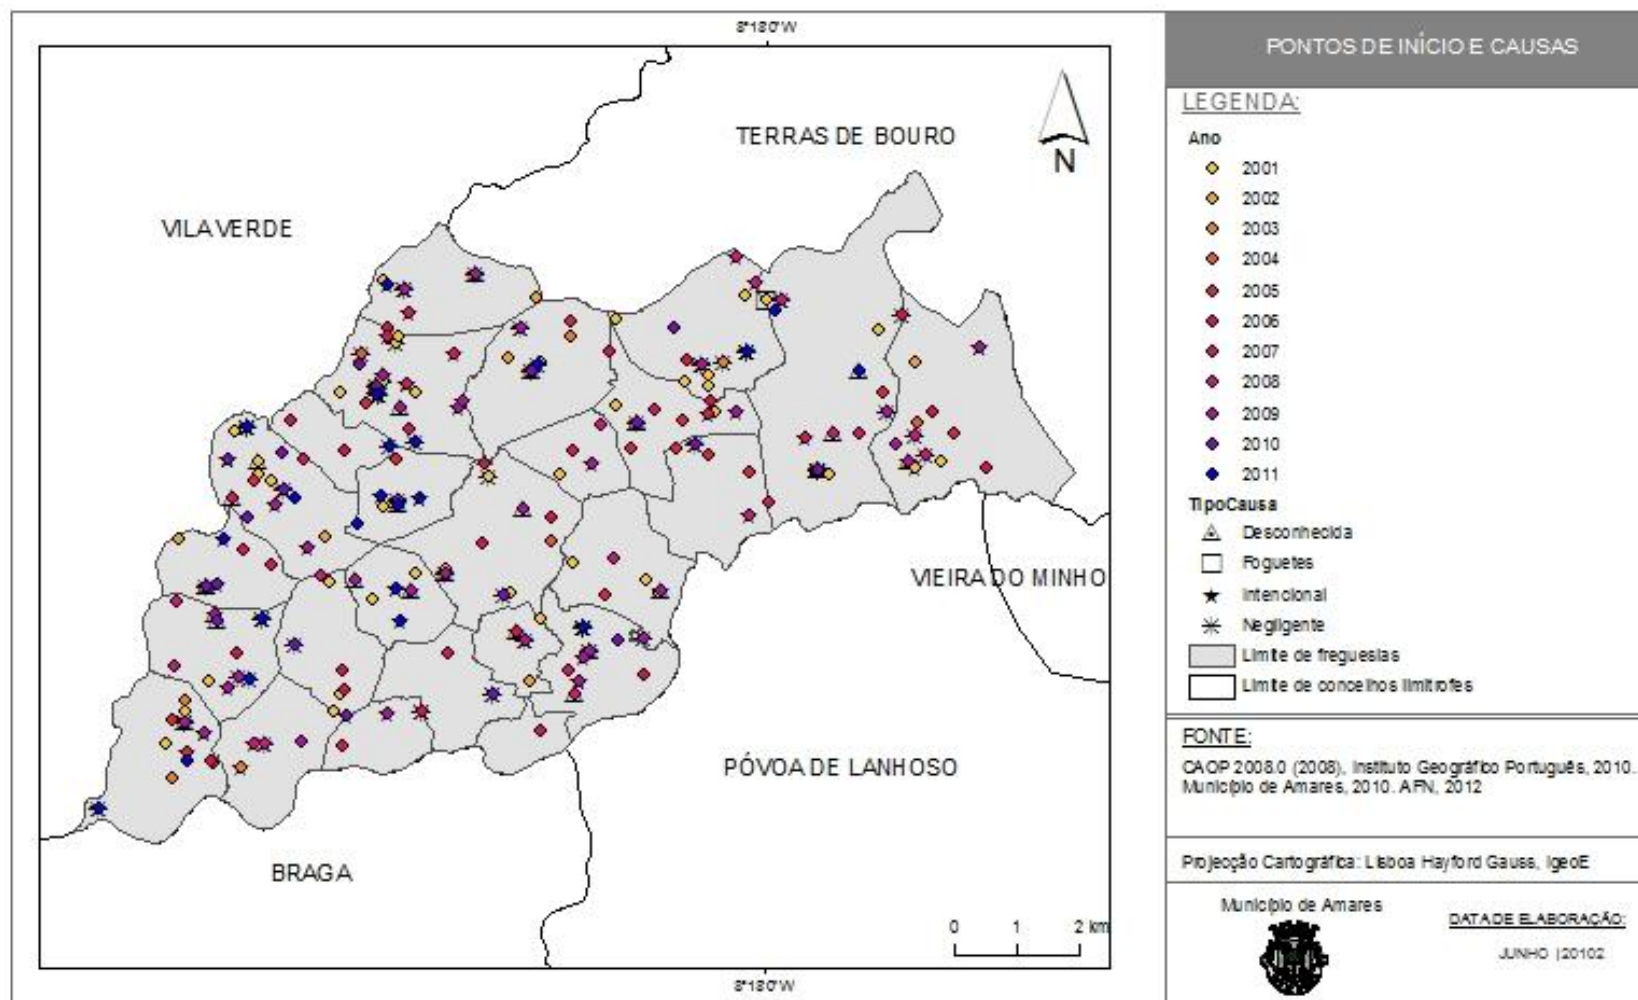 8°18'0"W
PONTOS DE INÍCIO E CAUSAS
LEGENDA:
Ano
2001
2002
2003
2004
2005
2006
2007
2008
2009
2010
2011
TipoCausa
Desconhecida
Foguetes
Intencional
Negligente
Limite de freguesias
Limite de concelhos limitrofes
FONTE:
CAOP 2008.0 (2008), Instituto Geográfico Português, 2010.
Município de Amares, 2010. AFN, 2012
Projecção Cartográfica: Lisboa Hayford Gauss, IgeoE
Município de Amares
DATA DE ELABORAÇÃO:
JUNHO | 20102
TERRAS DE BOURO
N
VILA VERDE
VIEIRA DO MINHO
PÓVOA DE LANHOSO
BRAGA
0 1 2 km
8°18'0"W